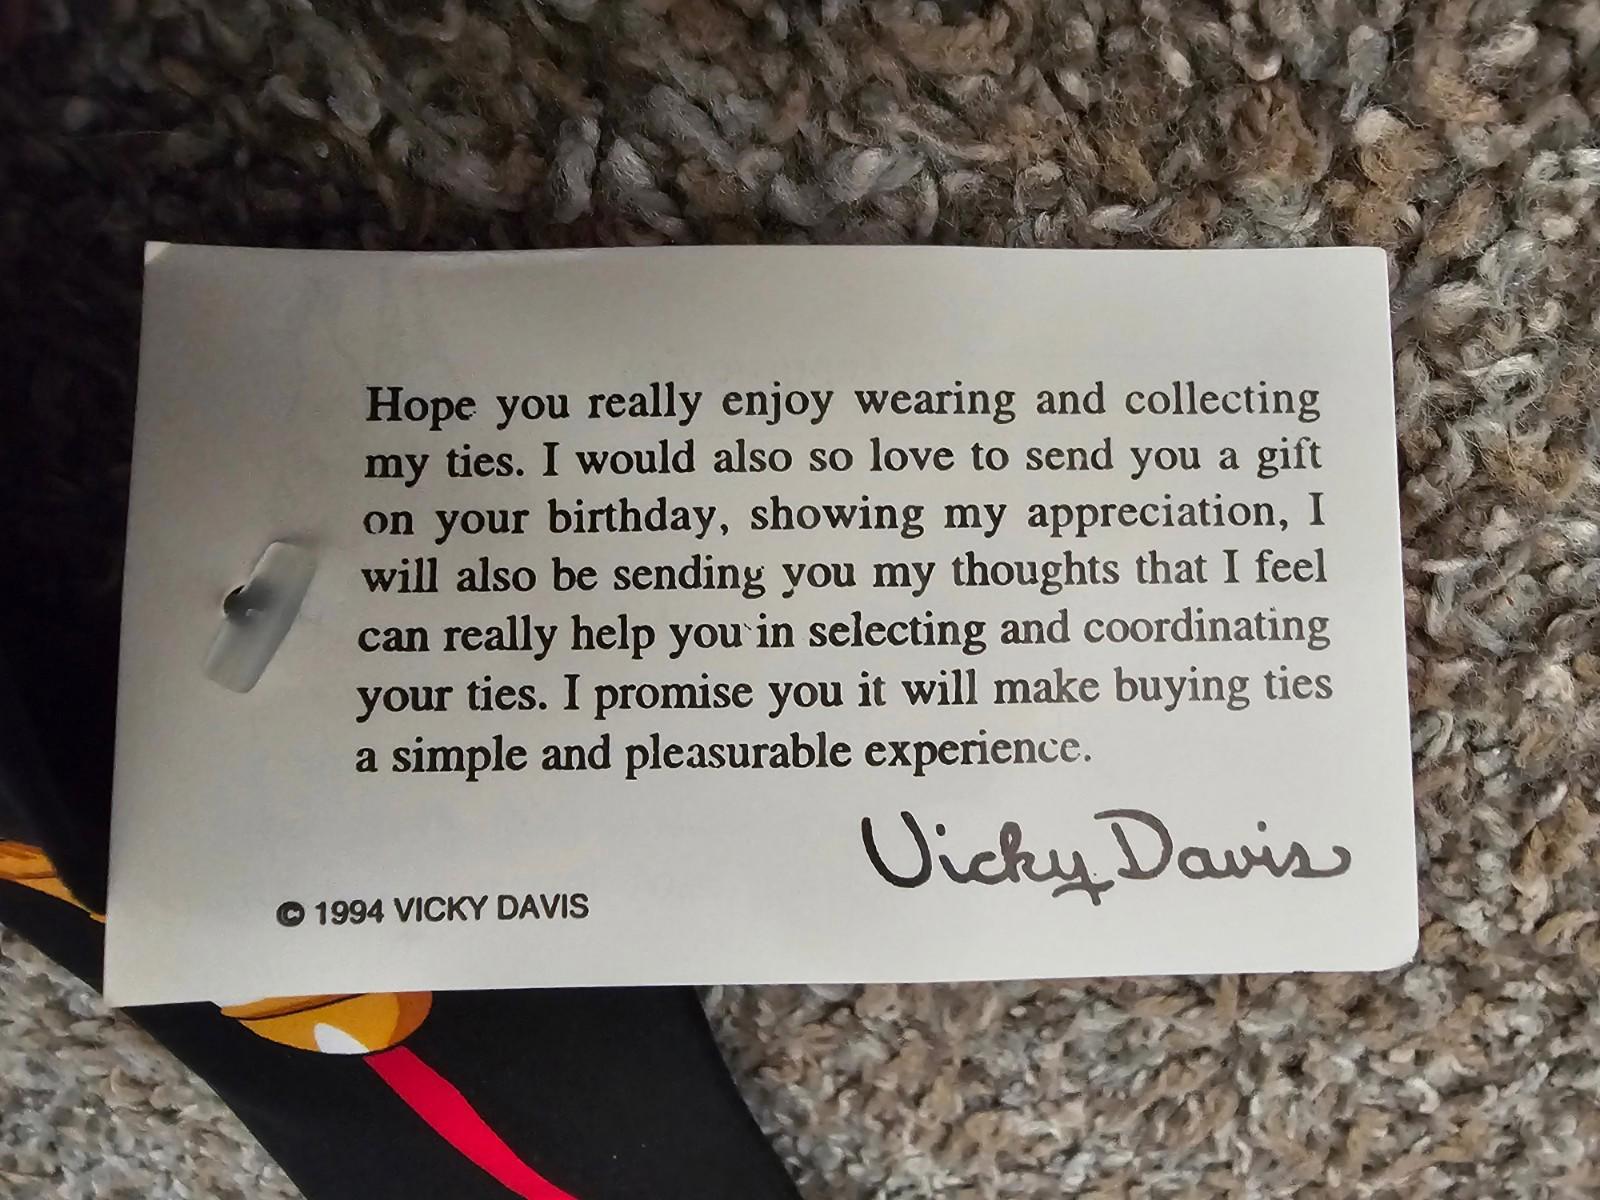 Hope you really enjoy wearing and collecting
my ties. I would also so love to send you a gift
on your birthday, showing my appreciation, I
will also be sending you my thoughts that I feel
can really help you in selecting and coordinating
your ties. I promise you it will make buying ties
a simple and pleasurable experience.
Vicky Davis
© 1994 VICKY DAVIS